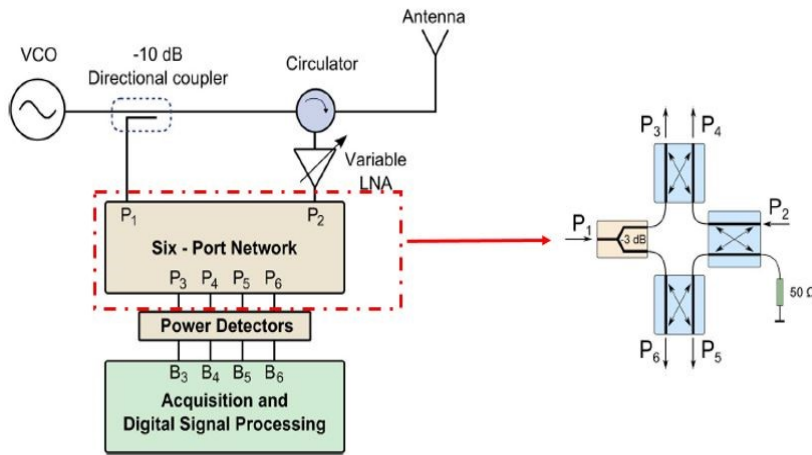 Antenna
VCO
-10 dB
Directional coupler
Circulator
Variable
LNA
P1
P2
Six - Port Network
P3 P4 P5 P6
Power Detectors
B3 B4 B5 B6
Acquisition and
Digital Signal Processing
P3
P4
P1
-3 dB
P2
50 Ω
P6
P5